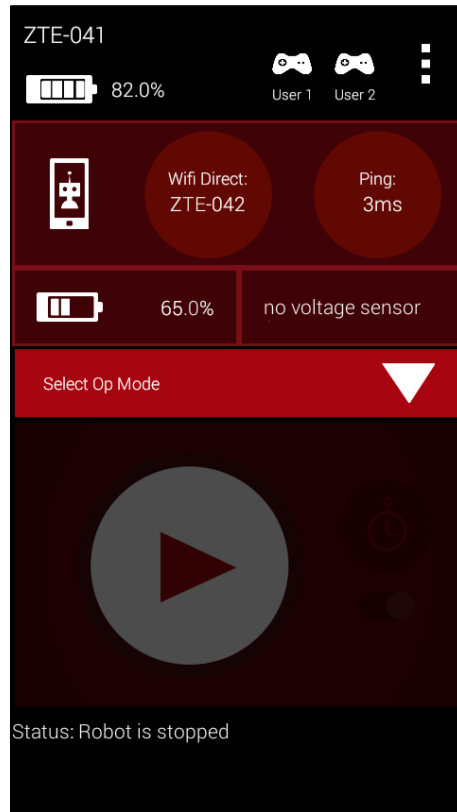 ZTE-041
82.0%
User 1 User 2
Wifi Direct:
ZTE-042
Ping:
3ms
65.0%
no voltage sensor
Select Op Mode
Status: Robot is stopped